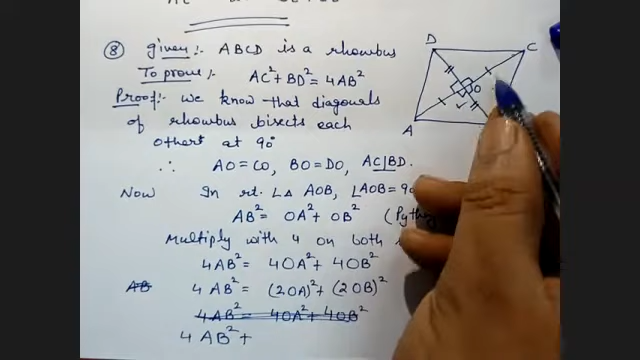 ⑧ given:- ABCD is a rhombus
To prove:- AC²+BD² = 4AB²
Proof:- we know that diagonals
of rhombus bisects each
other at 90°
∴ AO = CO, BO = DO, AC⊥BD.
Now In rt. ∠△ AOB, ∠AOB = 90
AB² = OA² + OB²
Multiply with 4 on both
4AB² = 4OA² + 4OB²
AB 4AB² = (2OA)² + (2OB)²
4AB² = 4OA² + 4OB²
4AB² +
D
C
O
A